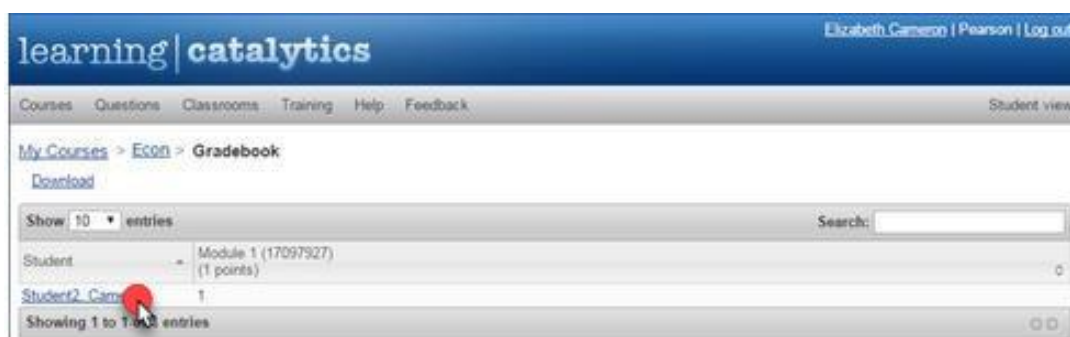 learning | catalytics
Elizabeth Cameron | Pearson | Log out
Courses Questions Classrooms Training Help Feedback Student view
My Courses > Econ > Gradebook
Download
Show 10 entries Search:
Student Module 1 (17097927)
(1 points)
Student2, 1
Showing 1 to 1 entries